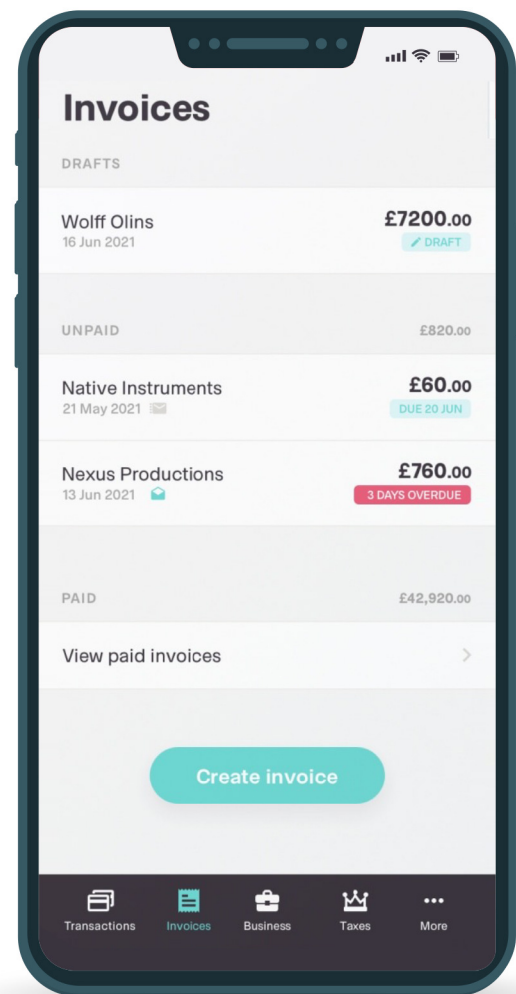 Invoices
DRAFTS
Wolff Olins £7200.00
16 Jun 2021 DRAFT
UNPAID £820.00
Native Instruments £60.00
21 May 2021 DUE 20 JUN
Nexus Productions £760.00
13 Jun 2021 3 DAYS OVERDUE
PAID £42,920.00
View paid invoices
Create invoice
Transactions Invoices Business Taxes More